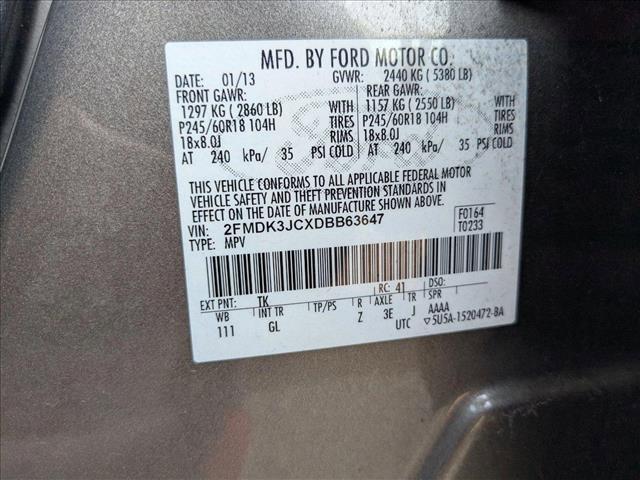 MFD. BY FORD MOTOR CO.
DATE: 01/13 GVWR: 2440 KG ( 5380 LB)
FRONT GAWR: REAR GAWR:
1297 KG ( 2860 LB) WITH 1157 KG ( 2550 LB) WITH
P245/60R18 104H TIRES P245/60R18 104H TIRES
18x8.0J RIMS 18x8.0J RIMS
AT 240 kPa/ 35 PSI COLD AT 240 kPa/ 35 PSI COLD
THIS VEHICLE CONFORMS TO ALL APPLICABLE FEDERAL MOTOR
VEHICLE SAFETY AND THEFT PREVENTION STANDARDS IN
EFFECT ON THE DATE OF MANUFACTURE SHOWN ABOVE.
VIN: 2FMDK3JCXDBB63647 F0164
TYPE: MPV T0233
EXT PNT: TK RC: 41 DSO:
WB INT TR TP/PS R AXLE TR SPR
111 GL Z 3E J AAAA
UTC ▽5U5A-1520472-BA
Ford